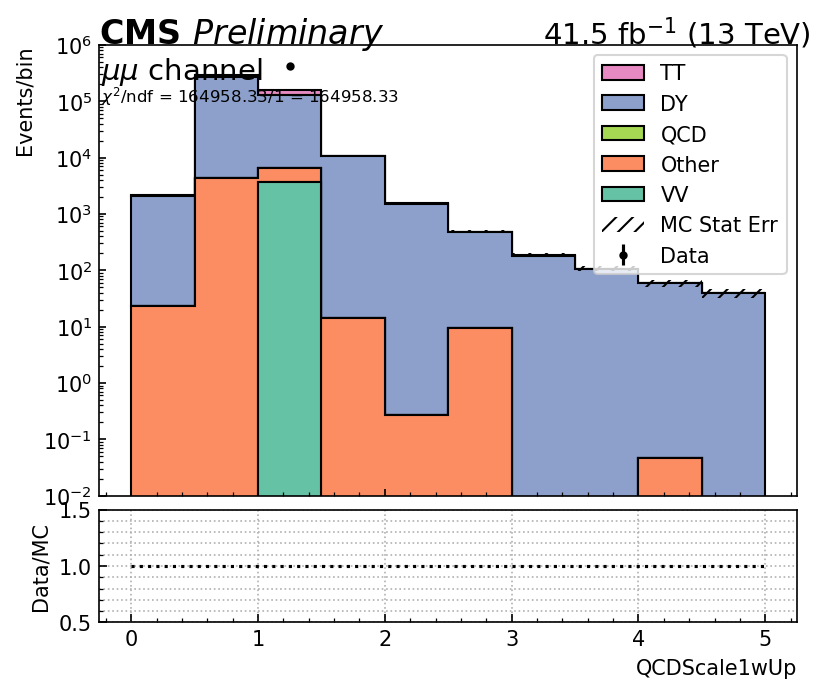 CMS Preliminary
41.5 fb⁻¹ (13 TeV)
μμ channel
χ²/ndf = 164958.33/1 = 164958.33
Events/bin
10⁶
10⁵
10⁴
10³
10²
10¹
10⁰
10⁻¹
10⁻²
TT
DY
QCD
Other
VV
MC Stat Err
Data
Data/MC
1.5
1.0
0.5
0 1 2 3 4 5
QCDScale1wUp